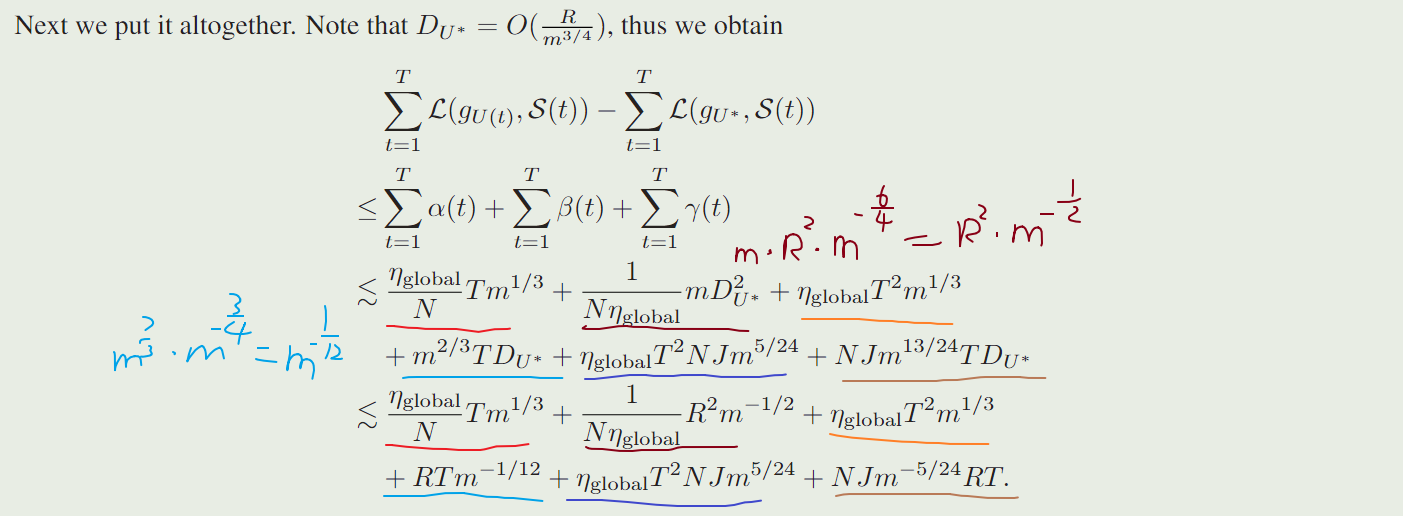 Next we put it altogether. Note that $D_{U^*} = O(\frac{R}{m^{3/4}})$, thus we obtain
$\sum_{t=1}^{T} \mathcal{L}(g_{U(t)}, \mathcal{S}(t)) - \sum_{t=1}^{T} \mathcal{L}(g_{U^*}, \mathcal{S}(t))$
$\leq \sum_{t=1}^{T} \alpha(t) + \sum_{t=1}^{T} \beta(t) + \sum_{t=1}^{T} \gamma(t)$
$m \cdot R^2 \cdot m^{-\frac{6}{4}} = R^2 \cdot m^{-\frac{1}{2}}$
$\lesssim \frac{\eta_{\text{global}}}{N} T m^{1/3} + \frac{1}{N \eta_{\text{global}}} m D_{U^*}^2 + \eta_{\text{global}} T^2 m^{1/3}$
$m^{\frac{2}{3}} \cdot m^{-\frac{3}{4}} = m^{-\frac{1}{12}}$
$+ m^{2/3} T D_{U^*} + \eta_{\text{global}} T^2 N J m^{5/24} + N J m^{13/24} T D_{U^*}$
$\lesssim \frac{\eta_{\text{global}}}{N} T m^{1/3} + \frac{1}{N \eta_{\text{global}}} R^2 m^{-1/2} + \eta_{\text{global}} T^2 m^{1/3}$
$+ R T m^{-1/12} + \eta_{\text{global}} T^2 N J m^{5/24} + N J m^{-5/24} R T.$